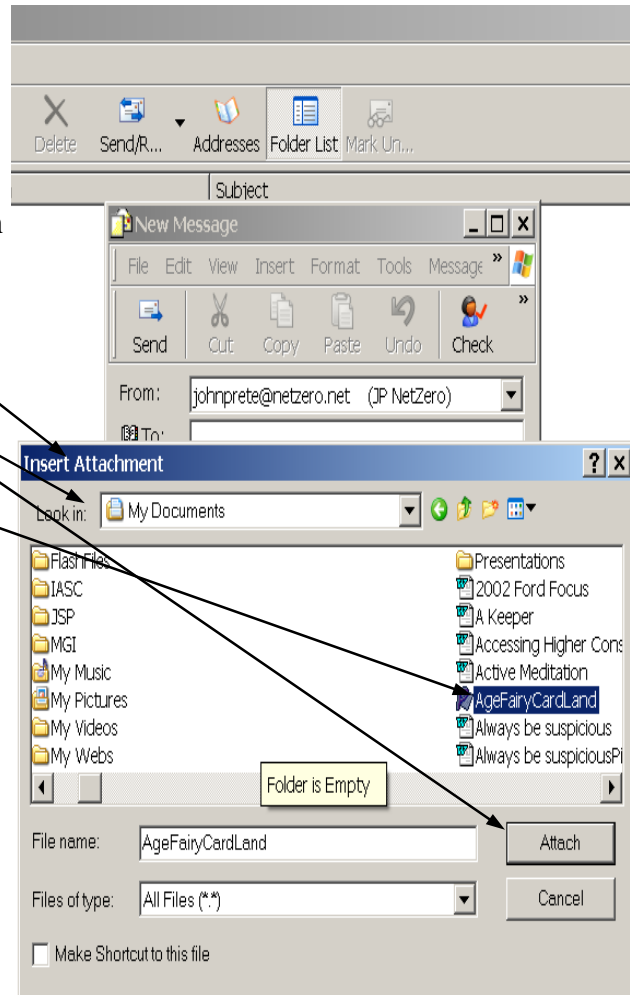 Delete Send/R... Addresses Folder List Mark Un...
Subject
New Message
File Edit View Insert Format Tools Message »
Send Cut Copy Paste Undo Check »
From: johnprete@netzero.net (JP NetZero)
To:
Insert Attachment
Look in: My Documents
FlashFiles
IASC
JSP
MGI
My Music
My Pictures
My Videos
My Webs
Presentations
2002 Ford Focus
A Keeper
Accessing Higher Cons
Active Meditation
AgeFairyCardLand
Always be suspicious
Always be suspiciousPi
Folder is Empty
File name: AgeFairyCardLand Attach
Files of type: All Files (*.*) Cancel
Make Shortcut to this file